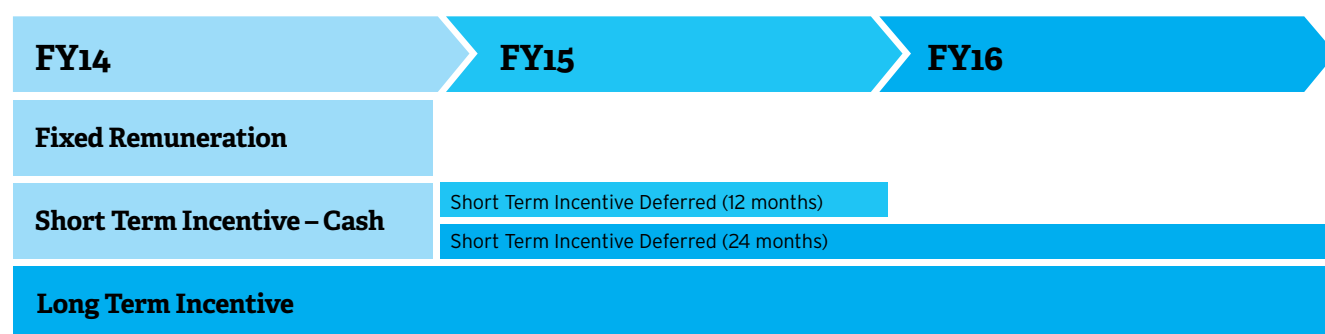 FY14
FY15
FY16
Fixed Remuneration
Short Term Incentive – Cash
Short Term Incentive Deferred (12 months)
Short Term Incentive Deferred (24 months)
Long Term Incentive